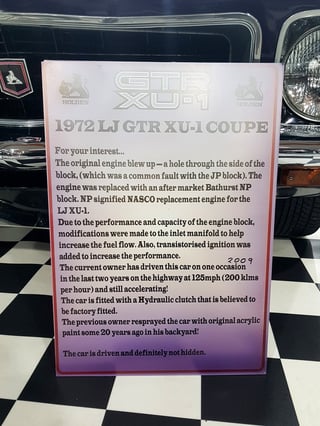 GTR
XU-1
HOLDEN
HOLDEN
1972 LJ GTR XU-1 COUPE
For your interest...
The original engine blew up – a hole through the side of the
block, (which was a common fault with the JP block). The
engine was replaced with an after market Bathurst NP
block. NP signified NASCO replacement engine for the
LJ XU-1.
Due to the performance and capacity of the engine block,
modifications were made to the inlet manifold to help
increase the fuel flow. Also, transistorised ignition was
added to increase the performance.
2009
The current owner has driven this car on one occasion
in the last two years on the highway at 125mph (200 klms
per hour) and still accelerating!
The car is fitted with a Hydraulic clutch that is believed to
be factory fitted.
The previous owner resprayed the car with original acrylic
paint some 20 years ago in his backyard!
The car is driven and definitely not hidden.